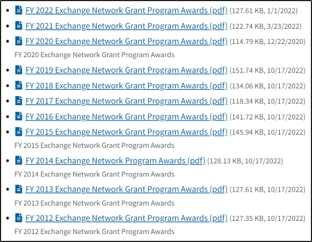 FY 2022 Exchange Network Grant Program Awards (pdf) (127.61 KB, 1/1/2022)
FY 2021 Exchange Network Grant Program Awards (pdf) (122.74 KB, 3/23/2022)
FY 2020 Exchange Network Grant Program Awards (pdf) (114.79 KB, 12/22/2020)
FY 2020 Exchange Network Grant Program Awards
FY 2019 Exchange Network Grant Program Awards (pdf) (151.74 KB, 10/17/2022)
FY 2018 Exchange Network Grant Program Awards (pdf) (134.06 KB, 10/17/2022)
FY 2017 Exchange Network Grant Program Awards (pdf) (118.34 KB, 10/17/2022)
FY 2016 Exchange Network Grant Program Awards (pdf) (141.72 KB, 10/17/2022)
FY 2015 Exchange Network Grant Program Awards (pdf) (145.94 KB, 10/17/2022)
FY 2015 Exchange Network Grant Program Awards
FY 2014 Exchange Network Program Awards (pdf) (128.13 KB, 10/17/2022)
FY 2014 Exchange Network Grant Program Awards
FY 2013 Exchange Network Grant Program Awards (pdf) (127.61 KB, 10/17/2022)
FY 2013 Exchange Network Grant Program Awards
FY 2012 Exchange Network Grant Program Awards (pdf) (127.35 KB, 10/17/2022)
FY 2012 Exchange Network Grant Program Awards